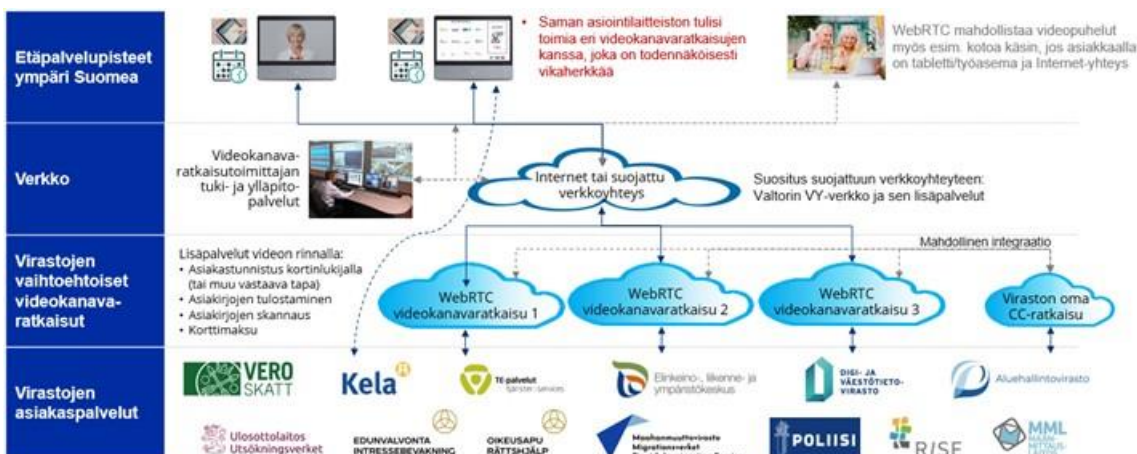 Etäpalvelupisteet
ympäri Suomea
• Saman asiointilaitteiston tulisi
toimia eri videokanavaratkaisujen
kanssa, joka on todennäköisesti
vikaherkkää
WebRTC mahdollistaa videopuhelut
myös esim. kotoa käsin, jos asiakkaalla
on tabletti/työasema ja Internet-yhteys
Verkko
Videokanava-
ratkaisutoimittajan
tuki- ja ylläpito-
palvelut
Internet tai suojattu
verkkoyhteys
Suositus suojattuun verkkoyhteyteen:
Valtorin VY-verkko ja sen lisäpalvelut
Virastojen
vaihtoehtoiset
videokanava-
ratkaisut
Lisäpalvelut videon rinnalla:
• Asiakastunnistus kortinlukijalla
(tai muu vastaava tapa)
• Asiakirjojen tulostaminen
• Asiakirjojen skannaus
• Korttimaksu
Mahdollinen integraatio
WebRTC
videokanavaratkaisu 1
WebRTC
videokanavaratkaisu 2
WebRTC
videokanavaratkaisu 3
Viraston oma
CC-ratkaisu
Virastojen
asiakaspalvelut
VERO
SKATT
Kela
TE-palvelut
tjänster·services
Elinkeino-, liikenne- ja
ympäristökeskus
DIGI- JA
VÄESTÖTIETO-
VIRASTO
Aluehallintovirasto
Ulosottolaitos
Utsökningsverket
EDUNVALVONTA
INTRESSEBEVAKNING
OIKEUSAPU
RÄTTSHJÄLP
Maahanmuuttovirasto
Migrationsverket
POLIISI
RISE
MML
MAAN-
MITTAUS-